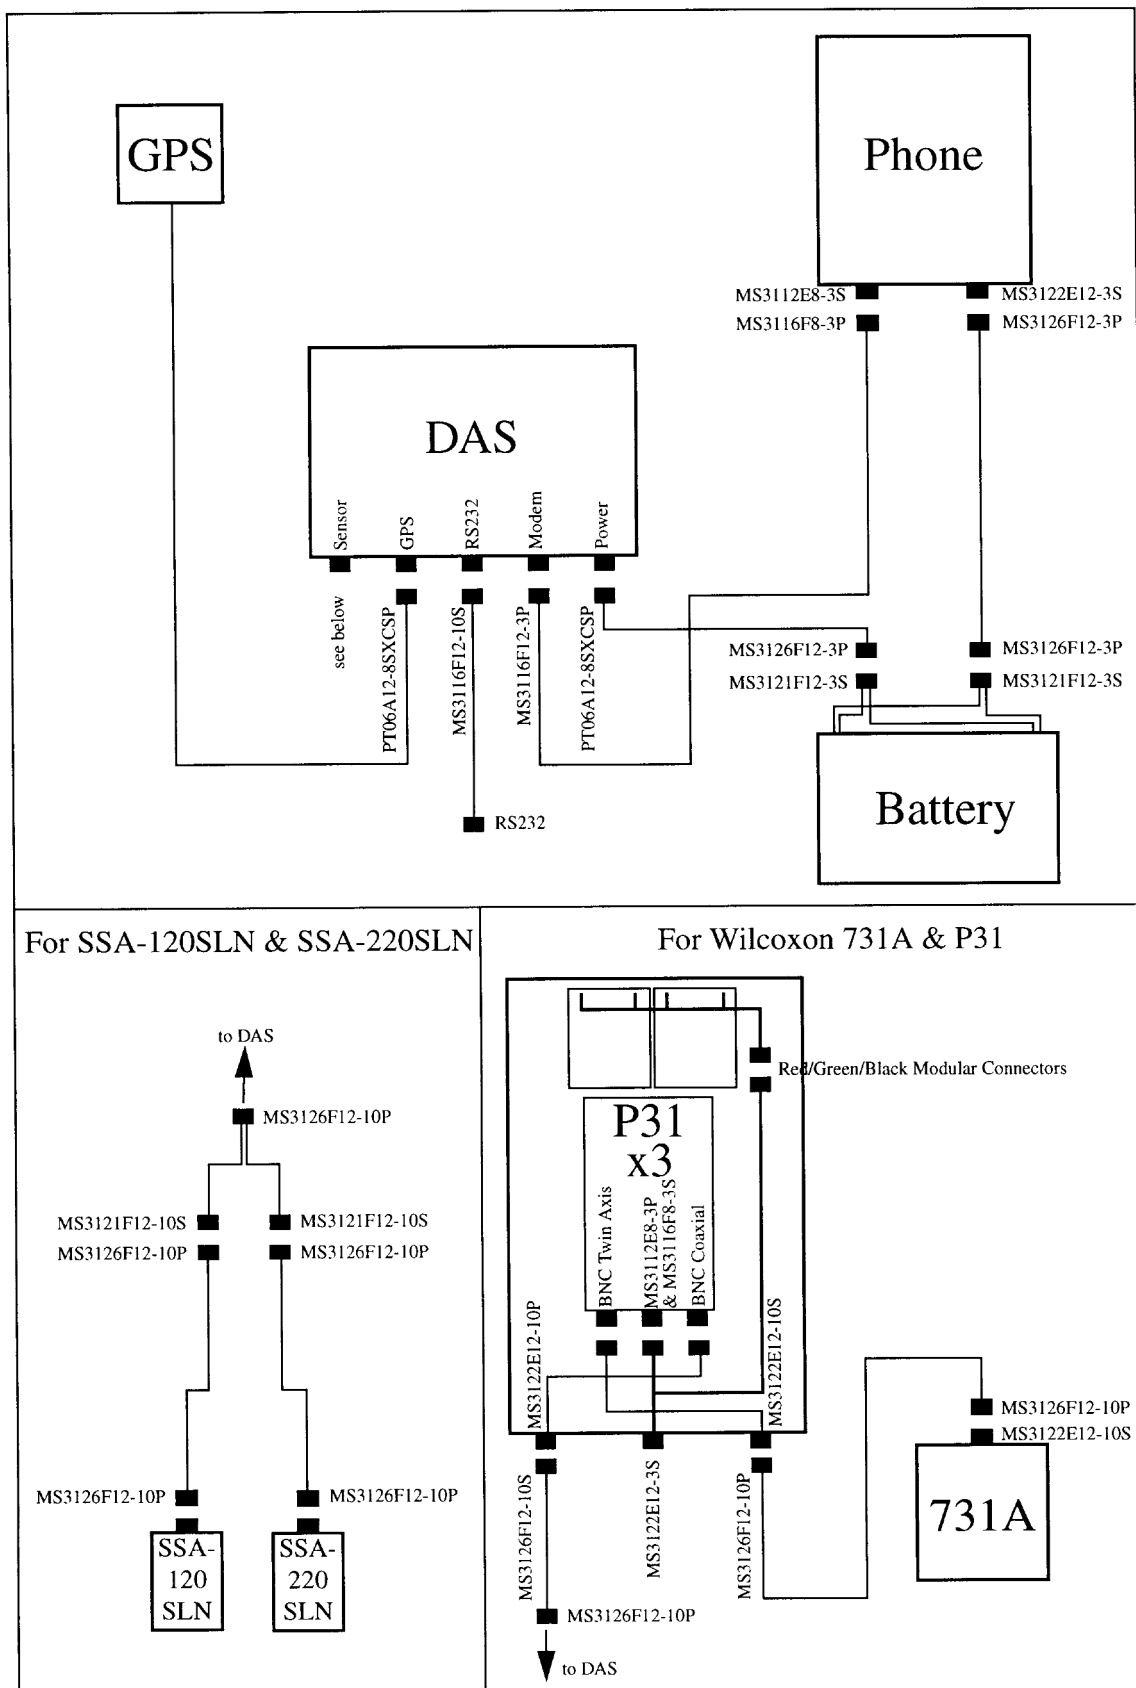 GPS
Phone
MS3112E8-3S
MS3122E12-3S
MS3116F8-3P
MS3126F12-3P
DAS
Sensor
GPS
RS232
Modem
Power
see below
PT06A12-8SXCSP
MS3116F12-10S
MS3116F12-3P
PT06A12-8SXCSP
MS3126F12-3P
MS3126F12-3P
MS3121F12-3S
MS3121F12-3S
Battery
RS232
For SSA-120SLN & SSA-220SLN
to DAS
MS3126F12-10P
MS3121F12-10S
MS3121F12-10S
MS3126F12-10P
MS3126F12-10P
MS3126F12-10P
MS3126F12-10P
SSA-
120
SLN
SSA-
220
SLN
For Wilcoxon 731A & P31
Red/Green/Black Modular Connectors
P31
x3
BNC Twin Axis
MS3112E8-3P
& MS3116F8-3S
BNC Coaxial
MS3122E12-10P
MS3122E12-10S
MS3126F12-10S
MS3122E12-3S
MS3126F12-10P
MS3126F12-10P
MS3122E12-10S
731A
MS3126F12-10P
to DAS